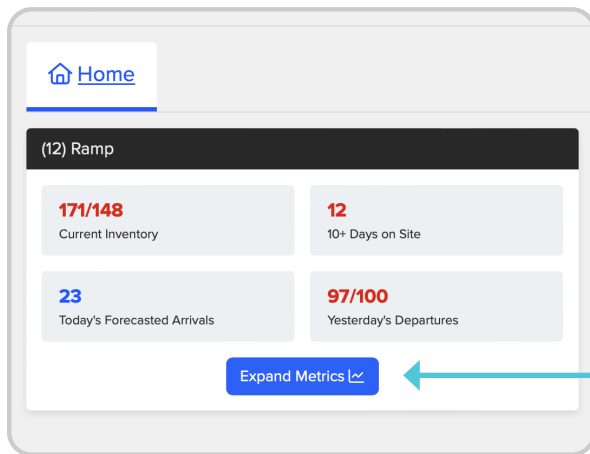 Home
(12) Ramp
171/148
Current Inventory
12
10+ Days on Site
23
Today's Forecasted Arrivals
97/100
Yesterday's Departures
Expand Metrics